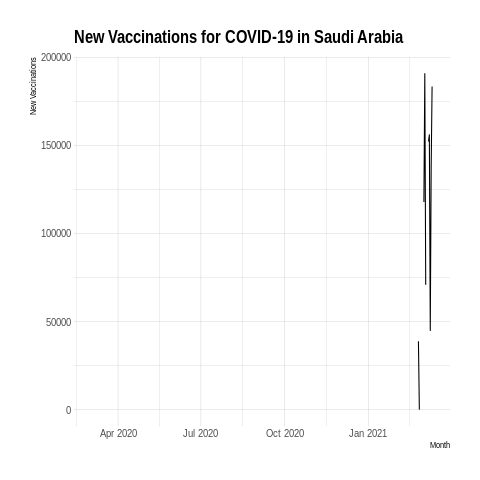 New Vaccinations for COVID-19 in Saudi Arabia
New Vaccinations
200000
150000
100000
50000
0
Apr 2020 Jul 2020 Oct 2020 Jan 2021
Month